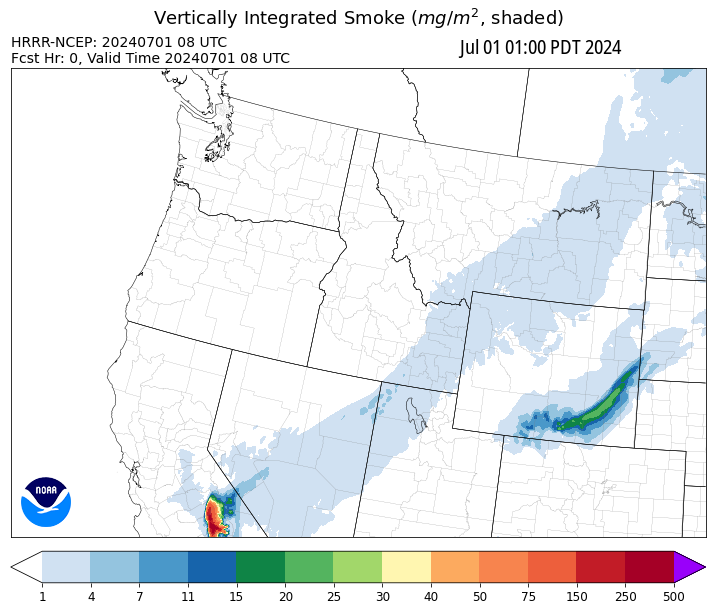 Vertically Integrated Smoke (mg/m², shaded)
HRRR-NCEP: 20240701 08 UTC
Jul 01 01:00 PDT 2024
Fcst Hr: 0, Valid Time 20240701 08 UTC
NOAA
1 4 7 11 15 20 25 30 40 50 75 150 250 500